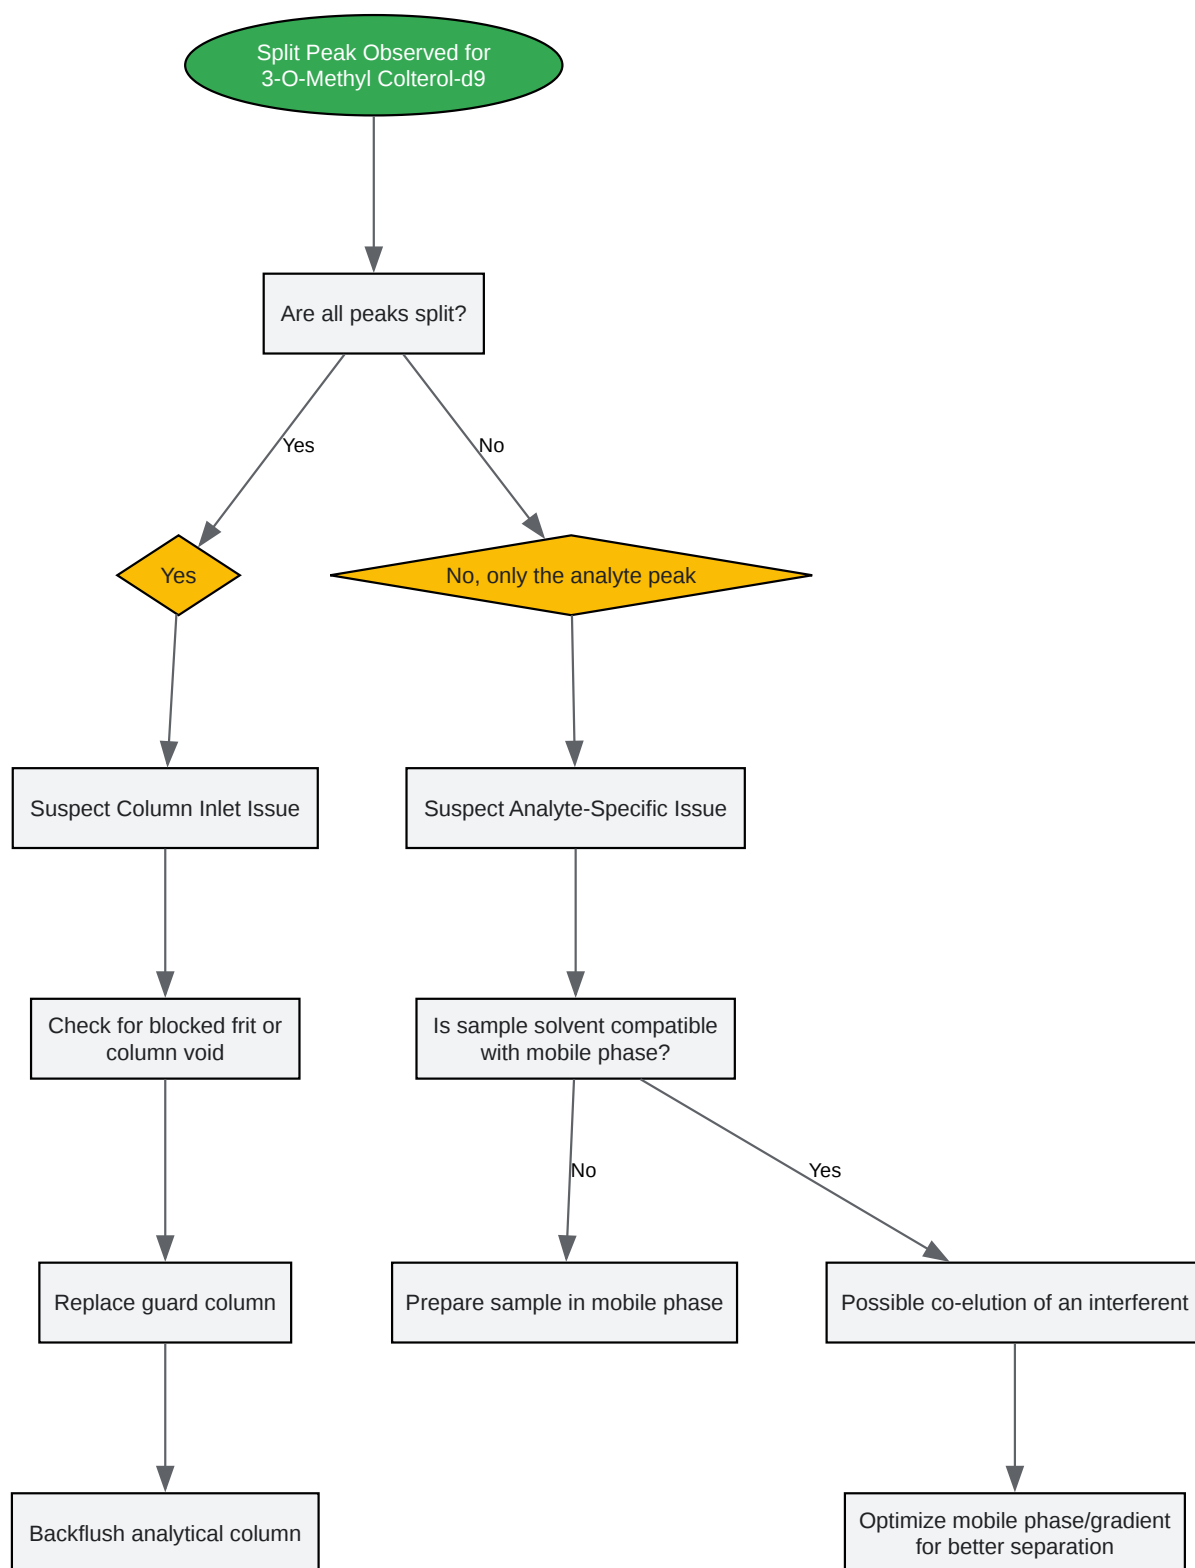 Split Peak Observed for
3-O-Methyl Colterol-d9
Are all peaks split?
Yes
No
Yes
No, only the analyte peak
Suspect Column Inlet Issue
Suspect Analyte-Specific Issue
Check for blocked frit or
column void
Is sample solvent compatible
with mobile phase?
No
Yes
Replace guard column
Prepare sample in mobile phase
Possible co-elution of an interferent
Backflush analytical column
Optimize mobile phase/gradient
for better separation